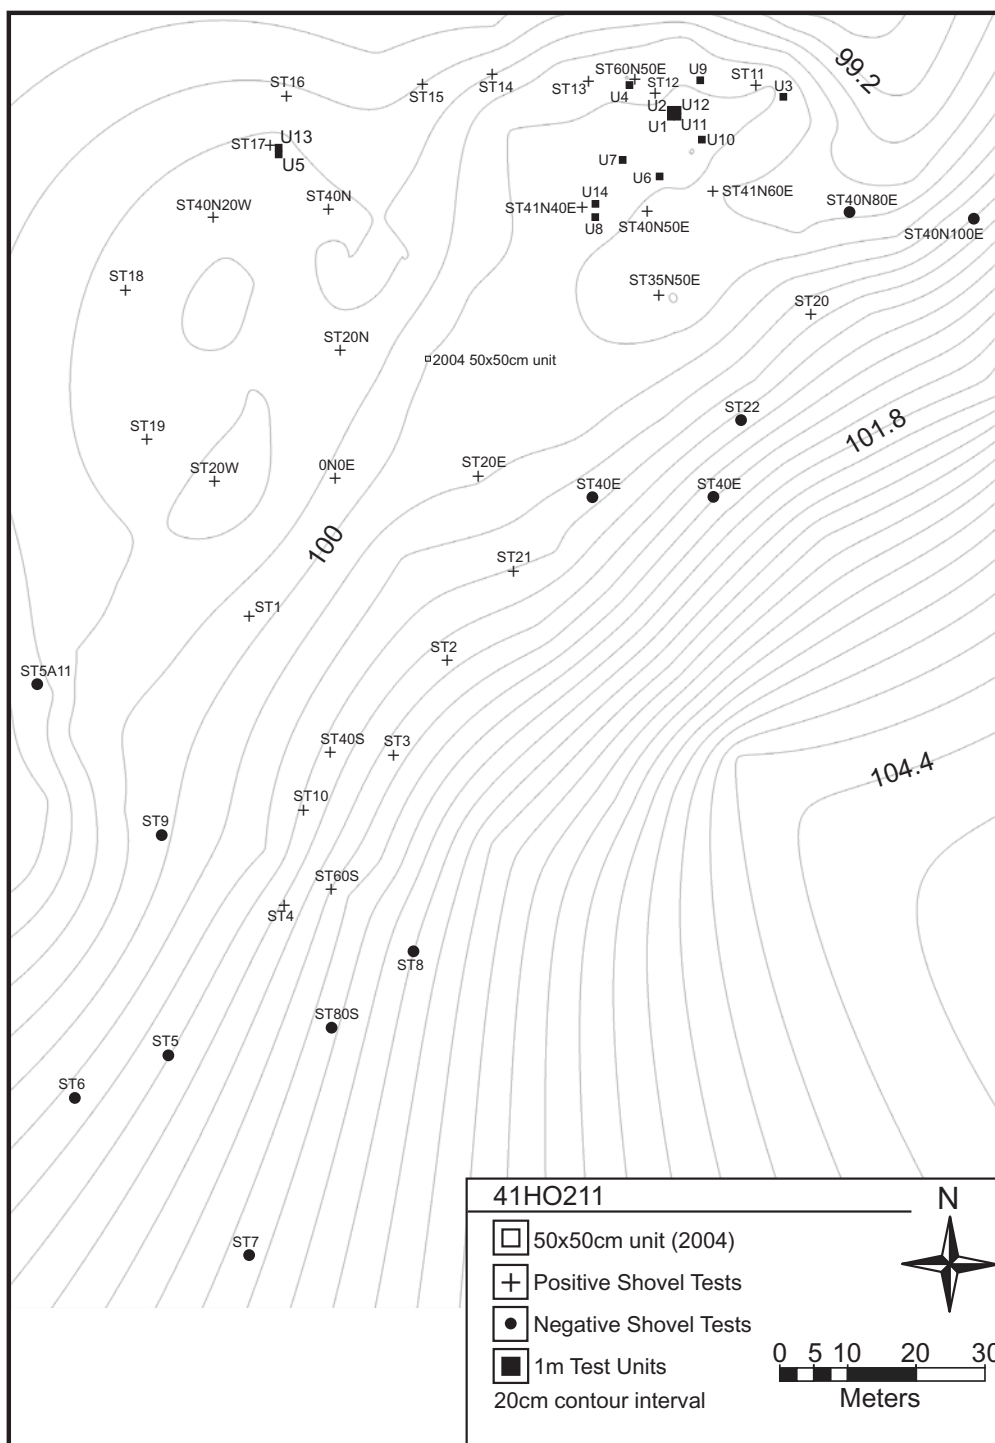 99.2
ST16
ST15
ST14
ST13
ST60N50E
U4
ST12
U9
ST11
U3
U2
U12
U1
U11
U10
ST17
U13
U5
U7
U6
ST40N20W
ST40N
ST41N40E
U14
U8
ST40N50E
ST41N60E
ST40N80E
ST40N100E
ST18
ST35N50E
ST20
ST20N
2004 50x50cm unit
ST22
101.8
ST19
ST20W
0N0E
ST20E
ST40E
ST40E
100
ST21
ST1
ST2
ST5A11
ST40S
ST3
104.4
ST10
ST9
ST60S
ST4
ST8
ST80S
ST5
ST6
ST7
41HO211
N
50x50cm unit (2004)
Positive Shovel Tests
Negative Shovel Tests
1m Test Units
20cm contour interval
0 5 10 20 30
Meters